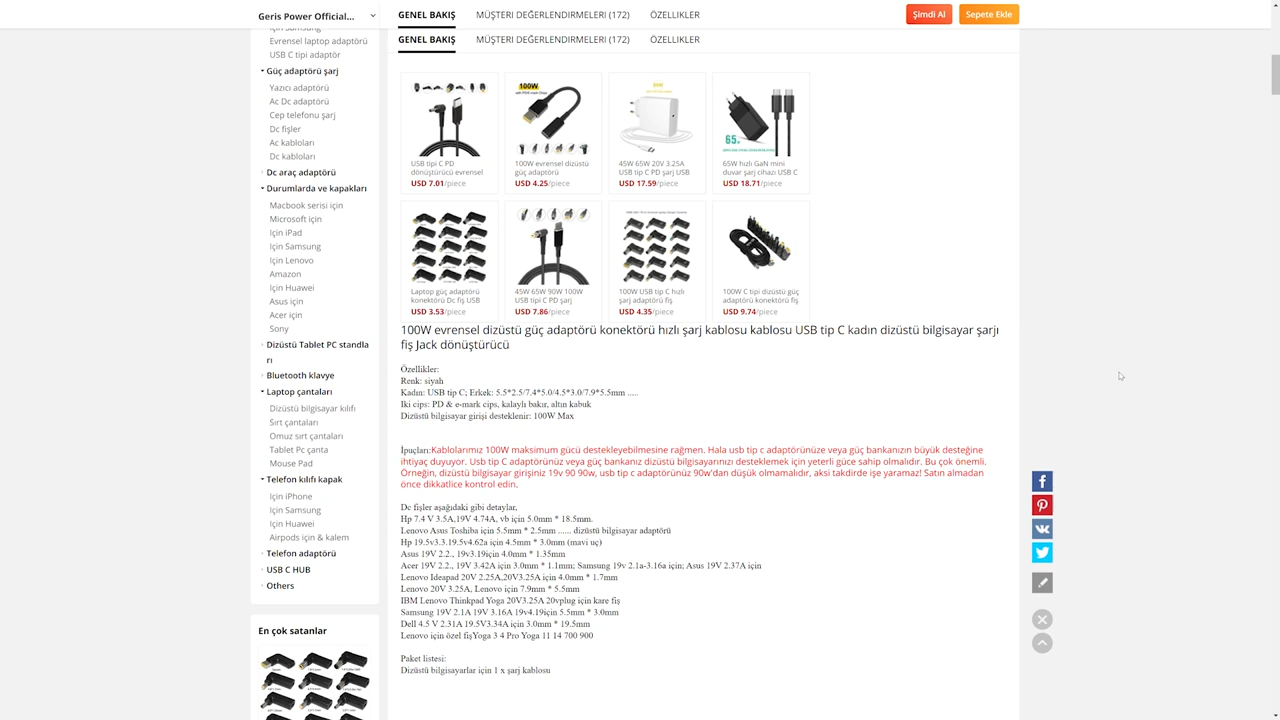 Geris Power Official...
GENEL BAKIŞ
MÜŞTERİ DEĞERLENDİRMELERİ (172)
ÖZELLİKLER
Şimdi Al
Sepete Ekle
GENEL BAKIŞ
MÜŞTERİ DEĞERLENDİRMELERİ (172)
ÖZELLİKLER
İçin Samsung
Evrensel laptop adaptörü
USB C tipi adaptör
Güç adaptörü şarj
Yazıcı adaptörü
Ac Dc adaptörü
Cep telefonu şarj
Dc fişler
Ac kabloları
Dc kabloları
Dc araç adaptörü
Durumlarda ve kapakları
Macbook serisi için
Microsoft için
İçin iPad
İçin Samsung
İçin Lenovo
Amazon
İçin Huawei
Asus için
Acer için
Sony
Dizüstü Tablet PC standla
rı
Bluetooth klavye
Laptop çantaları
Dizüstü bilgisayar kılıfı
Sırt çantaları
Omuz sırt çantaları
Tablet Pc çanta
Mouse Pad
Telefon kılıfı kapak
İçin iPhone
İçin Samsung
İçin Huawei
Airpods için & kalem
Telefon adaptörü
USB C HUB
Others
En çok satanlar
USB tipi C PD
dönüştürücü evrensel
USD 7.01/piece
100W
100W evrensel dizüstü
güç adaptörü
USD 4.25/piece
45W 65W 20V 3.25A
USB tip C PD şarj USB
USD 17.59/piece
65W
65W hızlı GaN mini
duvar şarj cihazı USB C
USD 18.71/piece
Laptop güç adaptörü
konektörü Dc fiş USB
USD 3.53/piece
45W 65W 90W 100W
USB tipi C PD şarj
USD 7.86/piece
100W USB tip C hızlı
şarj adaptörü fiş
USD 4.35/piece
100W C tipi dizüstü güç
adaptörü konektörü fiş
USD 9.74/piece
100W evrensel dizüstü güç adaptörü konektörü hızlı şarj kablosu kablosu USB tip C kadın dizüstü bilgisayar şarjı
fiş Jack dönüştürücü
Özellikler:
Renk: siyah
Kadın: USB tip C; Erkek: 5.5*2.5/7.4*5.0/4.5*3.0/7.9*5.5mm .....
Iki cips: PD & e-mark cips, kalaylı bakır, altın kabuk
Dizüstü bilgisayar girişi desteklenir: 100W Max
İpuçları:Kablolarımız 100W maksimum gücü destekleyebilmesine rağmen. Hala usb tip c adaptörünüze veya güç bankanızın büyük desteğine
ihtiyaç duyuyor. Usb tip C adaptörünüz veya güç bankanız dizüstü bilgisayarınızı desteklemek için yeterli güce sahip olmalıdır. Bu çok önemli.
Örneğin, dizüstü bilgisayar girişiniz 19v 90 90w, usb tip c adaptörünüz 90w'dan düşük olmamalıdır, aksi takdirde işe yaramaz! Satın almadan
önce dikkatlice kontrol edin.
Dc fişler aşağıdaki gibi detaylar,
Hp 7.4 V 3.5A,19V 4.74A, vb için 5.0mm * 18.5mm.
Lenovo Asus Toshiba için 5.5mm * 2.5mm ...... dizüstü bilgisayar adaptörü
Hp 19.5v3.3.19.5v4.62a için 4.5mm * 3.0mm (mavi uç)
Asus 19V 2.2., 19v3.19için 4.0mm * 1.35mm
Acer 19V 2.2., 19V 3.42A için 3.0mm * 1.1mm; Samsung 19v 2.1a-3.16a için; Asus 19V 2.37A için
Lenovo Ideapad 20V 2.25A,20V3.25A için 4.0mm * 1.7mm
Lenovo 20V 3.25A, Lenovo için 7.9mm * 5.5mm
IBM Lenovo Thinkpad Yoga 20V3.25A 20vplug için kare fiş
Samsung 19V 2.1A 19V 3.16A 19v4.19için 5.5mm * 3.0mm
Dell 4.5 V 2.31A 19.5V3.34A için 3.0mm * 19.5mm
Lenovo için özel fişYoga 3 4 Pro Yoga 11 14 700 900
Paket listesi:
Dizüstü bilgisayarlar için 1 x şarj kablosu